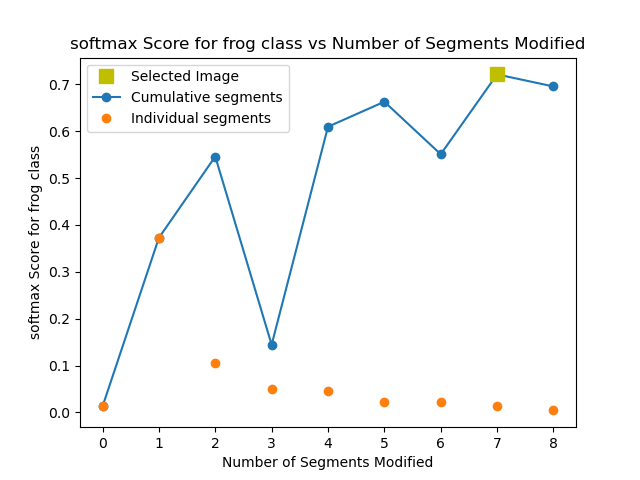 softmax Score for frog class vs Number of Segments Modified
Selected Image
Cumulative segments
Individual segments
softmax Score for frog class
0.7
0.6
0.5
0.4
0.3
0.2
0.1
0.0
0 1 2 3 4 5 6 7 8
Number of Segments Modified